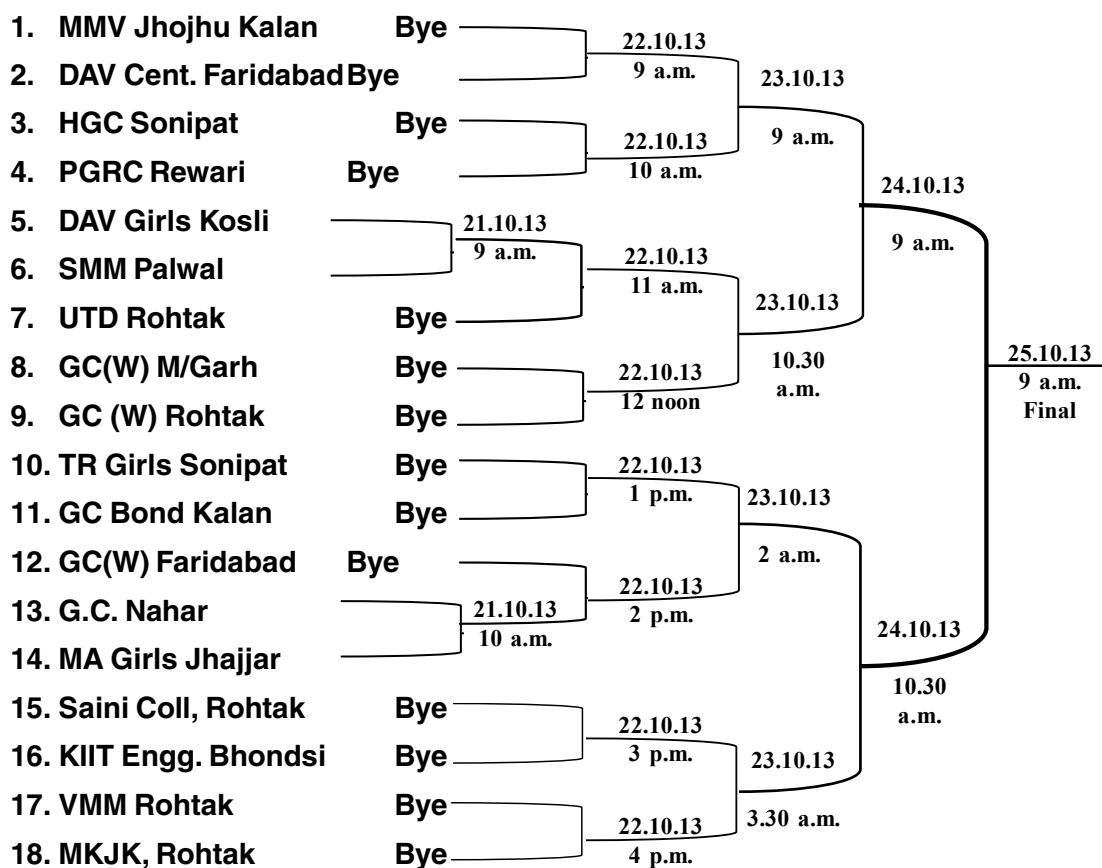 1. MMV Jhojhu Kalan Bye
2. DAV Cent. Faridabad Bye
3. HGC Sonipat Bye
4. PGRC Rewari Bye
5. DAV Girls Kosli
6. SMM Palwal
7. UTD Rohtak Bye
8. GC(W) M/Garh Bye
9. GC (W) Rohtak Bye
10. TR Girls Sonipat Bye
11. GC Bond Kalan Bye
12. GC(W) Faridabad Bye
13. G.C. Nahar
14. MA Girls Jhajjar
15. Saini Coll, Rohtak Bye
16. KIIT Engg. Bhondsi Bye
17. VMM Rohtak Bye
18. MKJK, Rohtak Bye
21.10.13
9 a.m.
21.10.13
10 a.m.
22.10.13
9 a.m.
22.10.13
10 a.m.
22.10.13
11 a.m.
22.10.13
12 noon
22.10.13
1 p.m.
22.10.13
2 p.m.
22.10.13
3 p.m.
22.10.13
4 p.m.
23.10.13
9 a.m.
23.10.13
10.30
a.m.
23.10.13
2 a.m.
23.10.13
3.30 a.m.
24.10.13
9 a.m.
24.10.13
10.30
a.m.
25.10.13
9 a.m.
Final